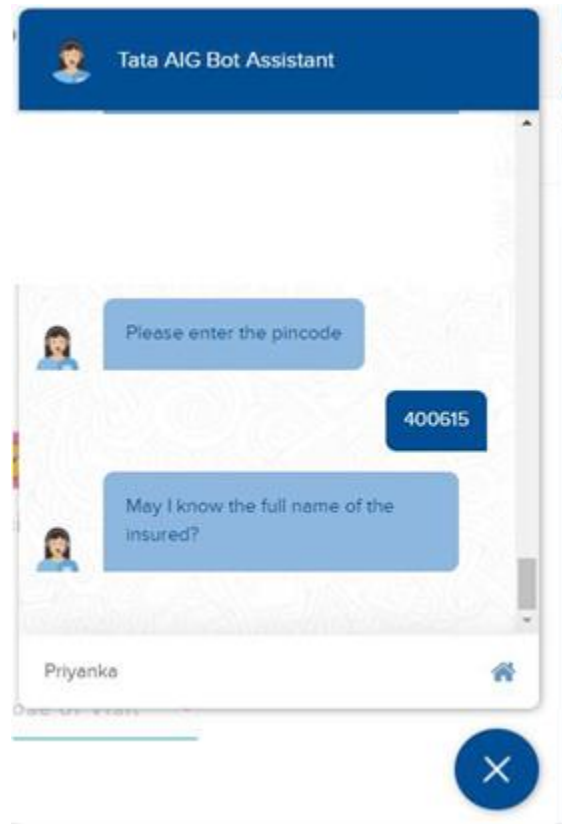 Tata AIG Bot Assistant
Please enter the pincode
400615
May I know the full name of the
insured?
Priyanka